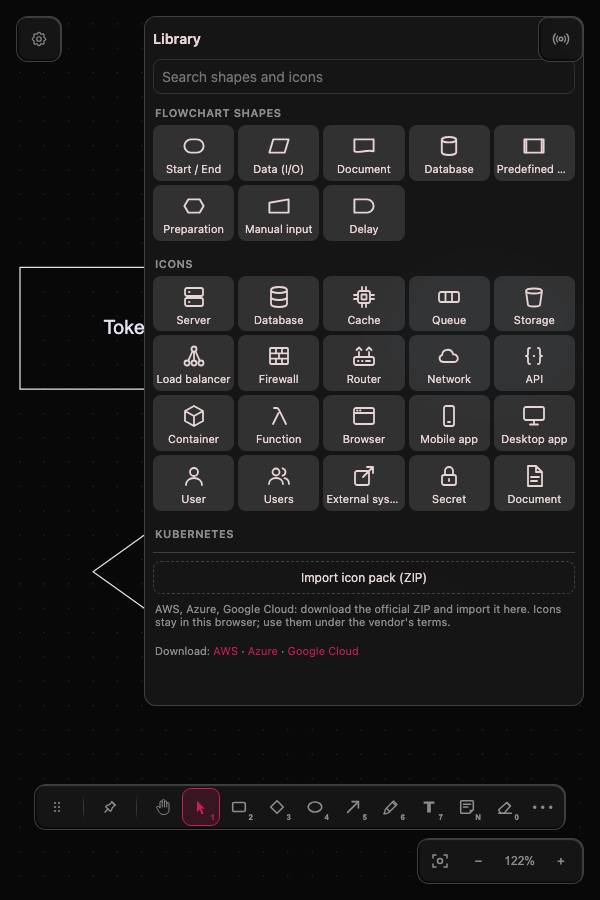 Library
Search shapes and icons
FLOWCHART SHAPES
Start / End
Data (I/O)
Document
Database
Predefined ...
Preparation
Manual input
Delay
ICONS
Server
Database
Cache
Queue
Storage
Load balancer
Firewall
Router
Network
API
Container
Function
Browser
Mobile app
Desktop app
User
Users
External sys...
Secret
Document
KUBERNETES
Import icon pack (ZIP)
AWS, Azure, Google Cloud: download the official ZIP and import it here. Icons
stay in this browser; use them under the vendor's terms.
Download: AWS · Azure · Google Cloud
Toke
1
2
3
4
5
6
T 7
N
0
122%